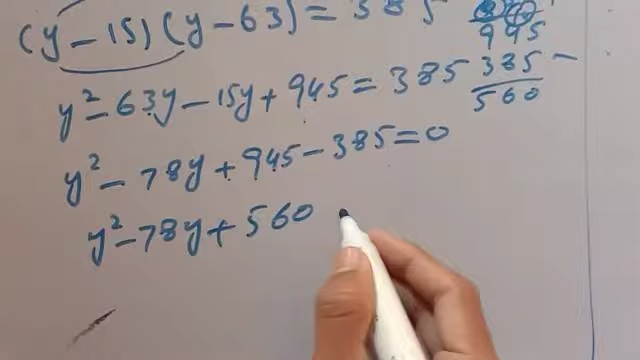 (y - 15) (y - 63) = 385
y² - 63y - 15y + 945 = 385
y² - 78y + 945 - 385 = 0
y² - 78y + 560
945
385 -
560